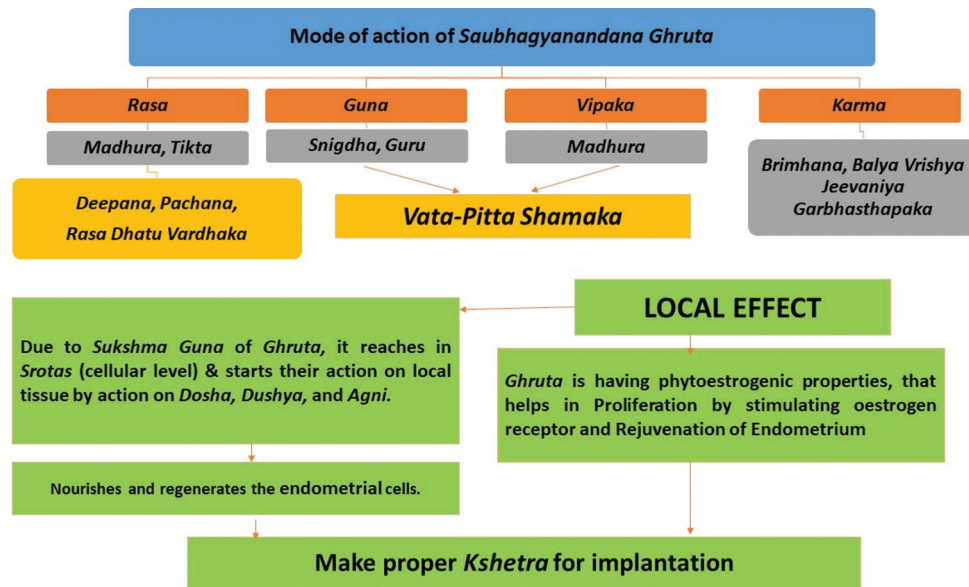 Mode of action of Saubhagyanandana Ghruta
Rasa
Guna
Vipaka
Karma
Madhura, Tikta
Snigdha, Guru
Madhura
Brimhana, Balya Vrishya
Jeevaniya
Garbhasthapaka
Deepana, Pachana,
Rasa Dhatu Vardhaka
Vata-Pitta Shamaka
LOCAL EFFECT
Due to Sukshma Guna of Ghruta, it reaches in
Srotas (cellular level) & starts their action on local
tissue by action on Dosha, Dushya, and Agni.
Ghruta is having phytoestrogenic properties, that
helps in Proliferation by stimulating oestrogen
receptor and Rejuvenation of Endometrium
Nourishes and regenerates the endometrial cells.
Make proper Kshetra for implantation